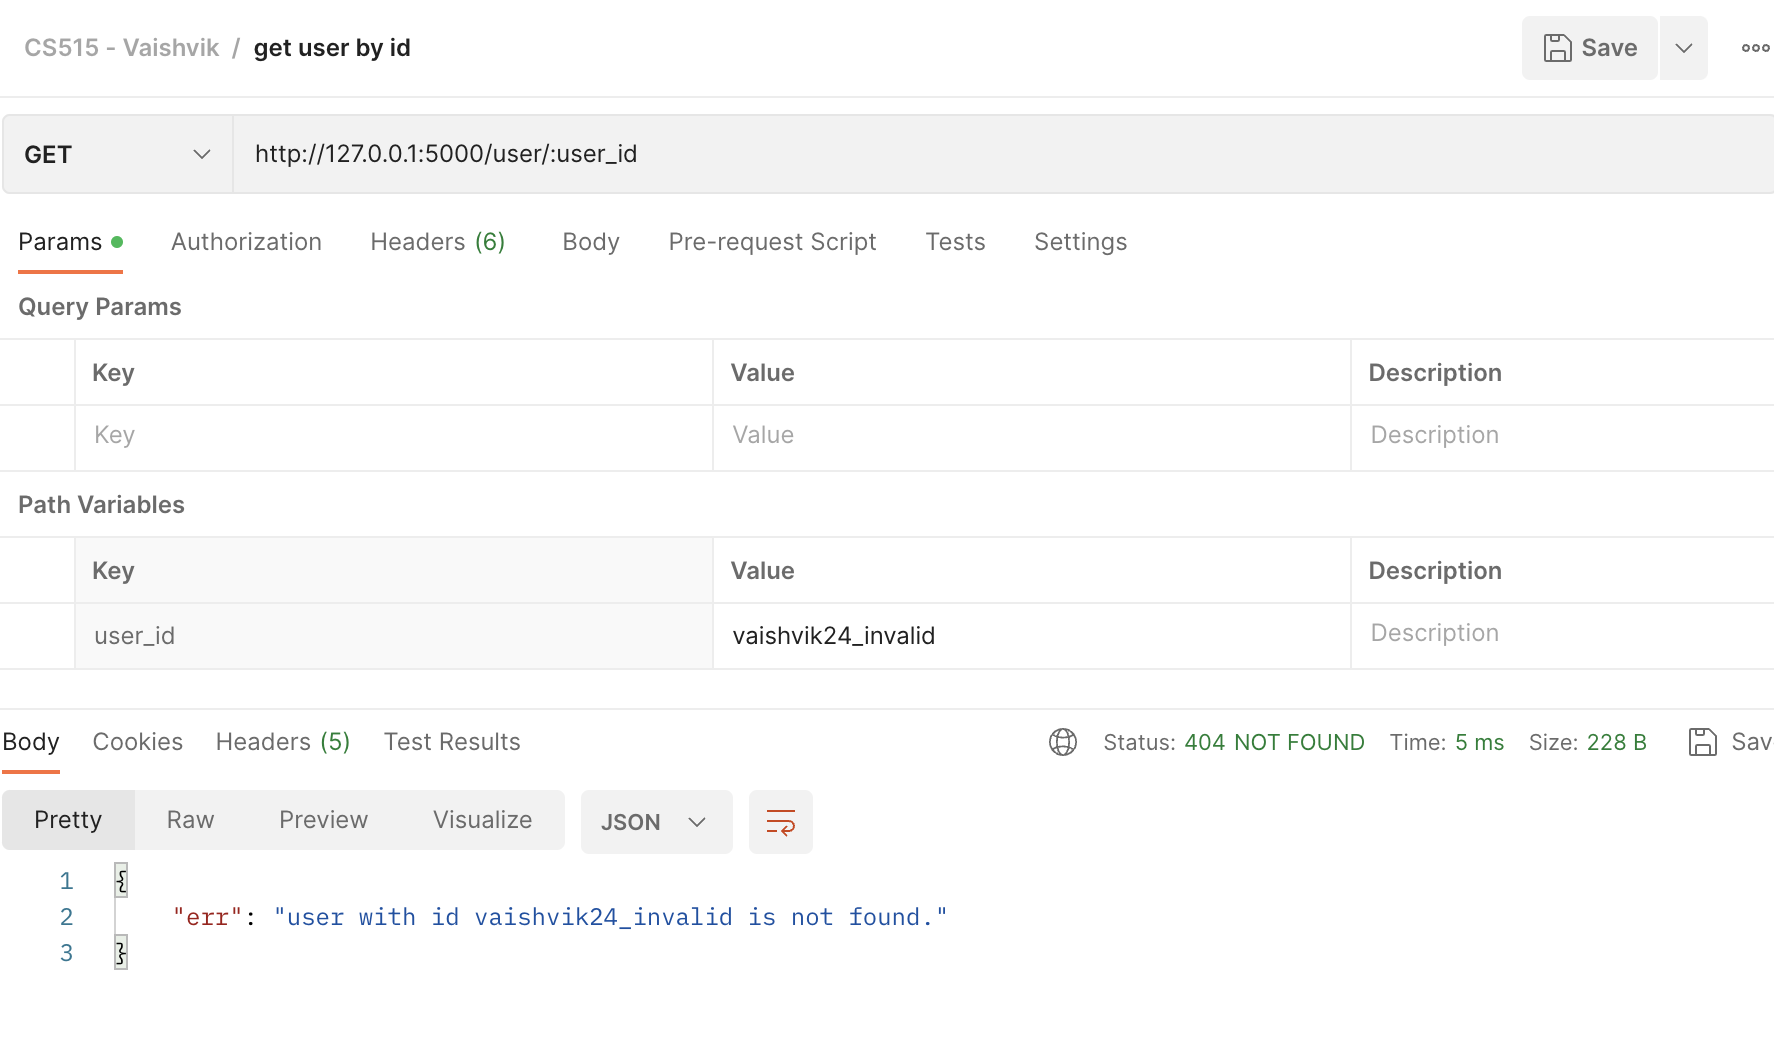 CS515 - Vaishvik / get user by id
Save
GET
http://127.0.0.1:5000/user/:user_id
Params Authorization Headers (6) Body Pre-request Script Tests Settings
Query Params
Key Value Description
Key Value Description
Path Variables
Key Value Description
user_id vaishvik24_invalid Description
Body Cookies Headers (5) Test Results Status: 404 NOT FOUND Time: 5 ms Size: 228 B Sav
Pretty Raw Preview Visualize JSON
1 {
2 "err": "user with id vaishvik24_invalid is not found."
3 }